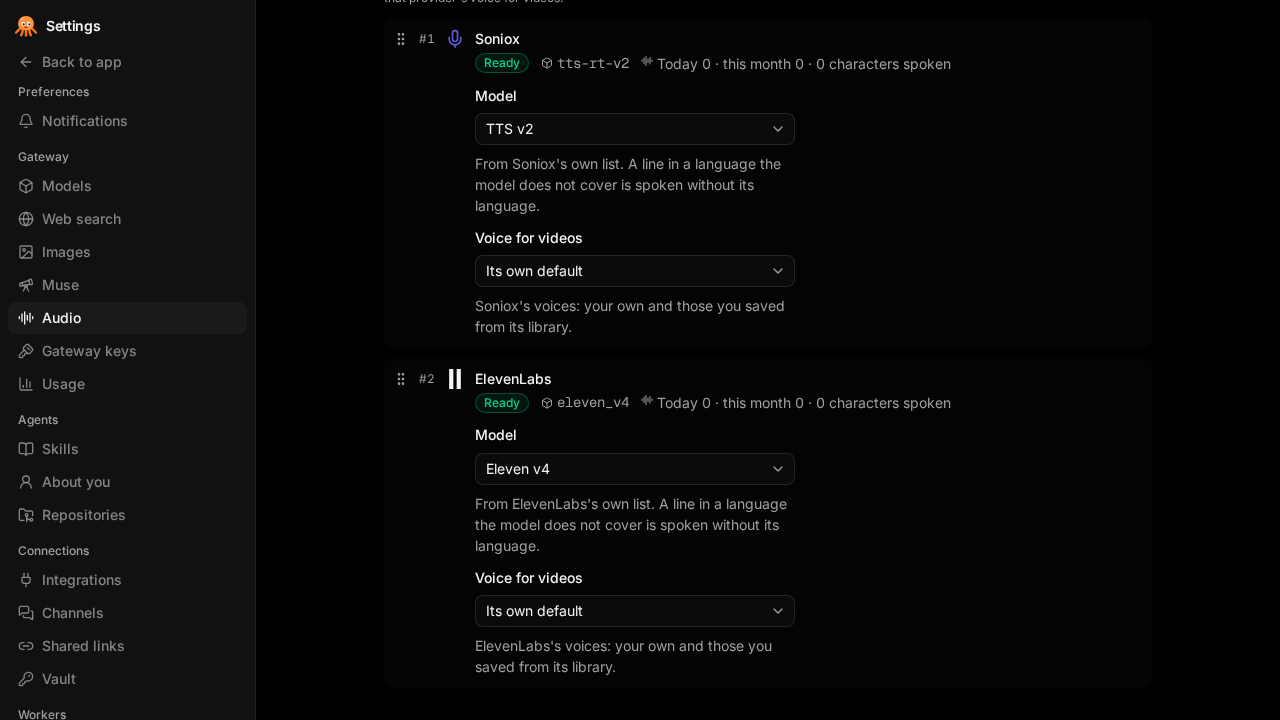 Settings
Back to app
Preferences
Notifications
Gateway
Models
Web search
Images
Muse
Audio
Gateway keys
Usage
Agents
Skills
About you
Repositories
Connections
Integrations
Channels
Shared links
Vault
Workers
that provider's voice for videos.
#1 Soniox
Ready tts-rt-v2 Today 0 · this month 0 · 0 characters spoken
Model
TTS v2
From Soniox's own list. A line in a language the
model does not cover is spoken without its
language.
Voice for videos
Its own default
Soniox's voices: your own and those you saved
from its library.
#2 ElevenLabs
Ready eleven_v4 Today 0 · this month 0 · 0 characters spoken
Model
Eleven v4
From ElevenLabs's own list. A line in a language
the model does not cover is spoken without its
language.
Voice for videos
Its own default
ElevenLabs's voices: your own and those you
saved from its library.